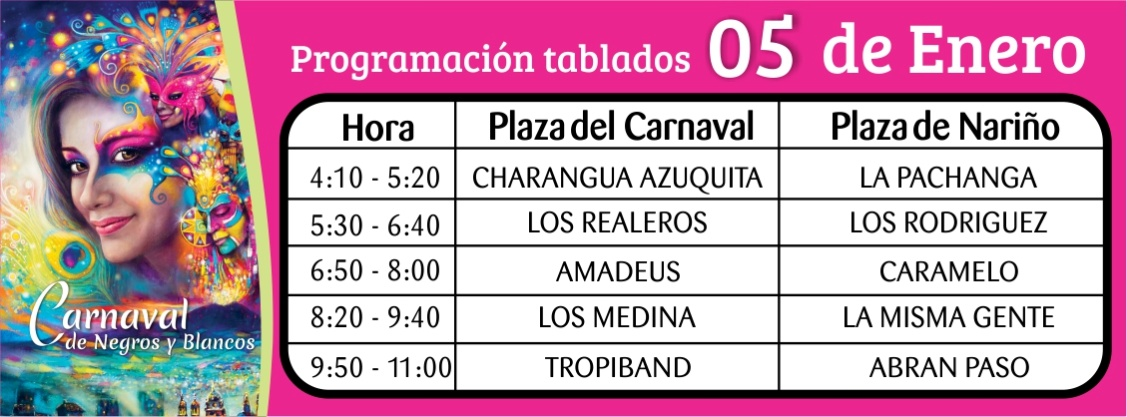 Programación tablados 05 de Enero
Hora Plaza del Carnaval Plaza de Nariño
4:10 - 5:20 CHARANGUA AZUQUITA LA PACHANGA
5:30 - 6:40 LOS REALEROS LOS RODRIGUEZ
6:50 - 8:00 AMADEUS CARAMELO
8:20 - 9:40 LOS MEDINA LA MISMA GENTE
9:50 - 11:00 TROPIBAND ABRAN PASO
Carnaval
de Negros y Blancos